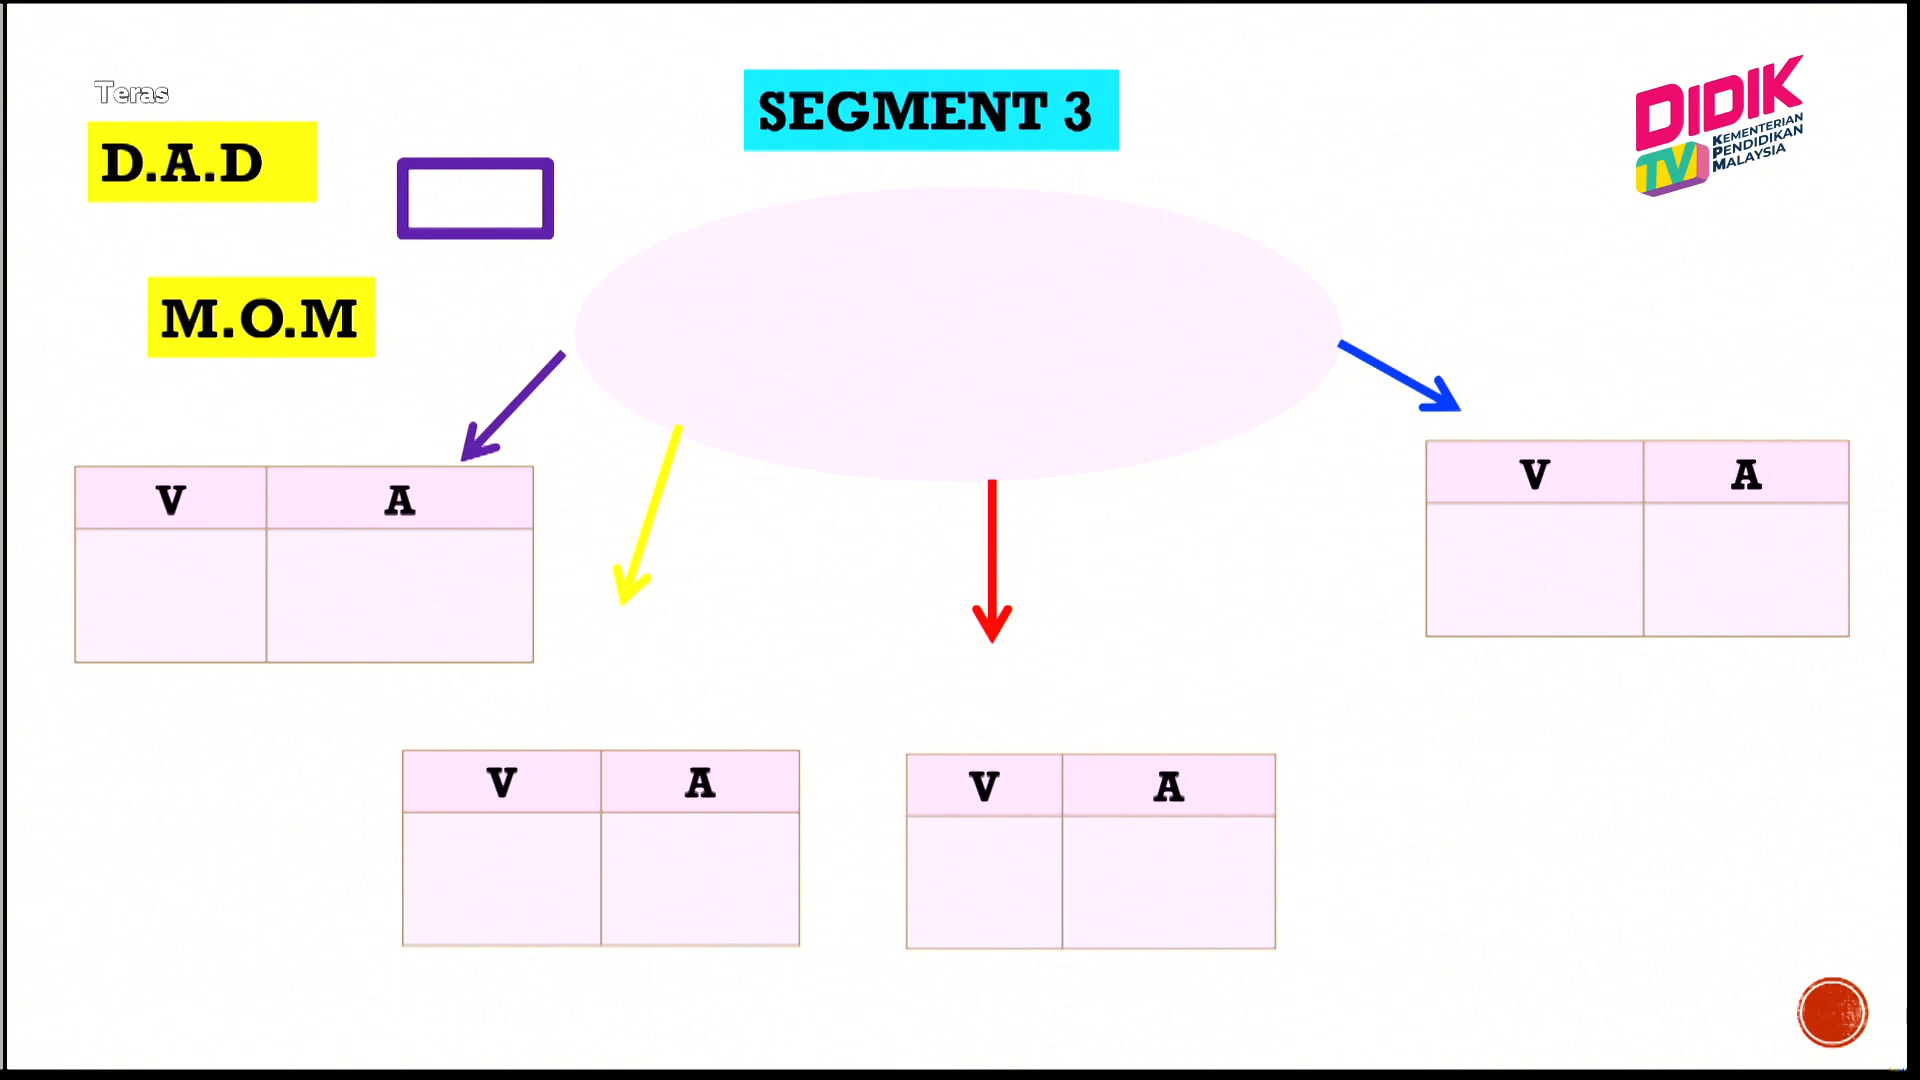 Teras
SEGMENT 3
D.A.D
M.O.M
DIDIK
TV
KEMENTERIAN
PENDIDIKAN
MALAYSIA
V A
V A
V A
V A